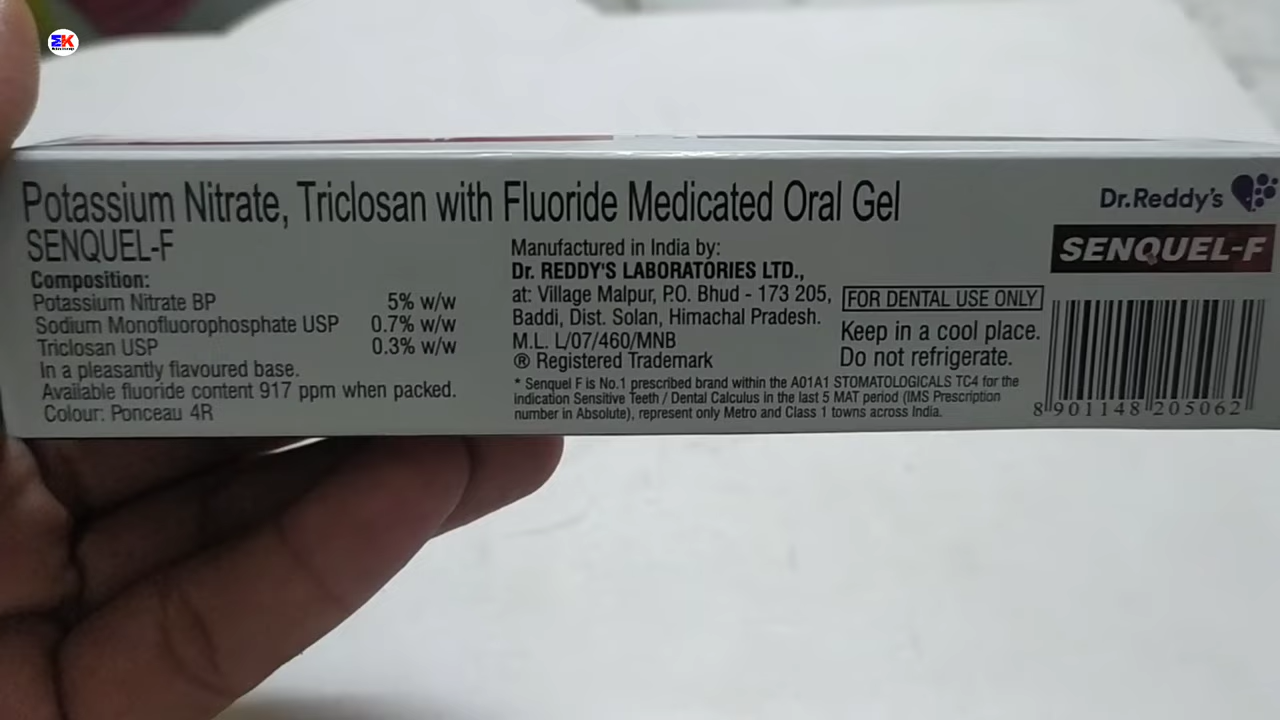 EK
Potassium Nitrate, Triclosan with Fluoride Medicated Oral Gel
SENQUEL-F
Composition:
Potassium Nitrate BP 5% w/w
Sodium Monofluorophosphate USP 0.7% w/w
Triclosan USP 0.3% w/w
In a pleasantly flavoured base.
Available fluoride content 917 ppm when packed.
Colour: Ponceau 4R
Manufactured in India by:
Dr. REDDY'S LABORATORIES LTD.,
at: Village Malpur, P.O. Bhud - 173 205,
Baddi, Dist. Solan, Himachal Pradesh.
M.L. L/07/460/MNB
® Registered Trademark
* Senquel F is No.1 prescribed brand within the A01A1 STOMATOLOGICALS TC4 for the
indication Sensitive Teeth / Dental Calculus in the last 5 MAT period (IMS Prescription
number in Absolute), represent only Metro and Class 1 towns across India.
FOR DENTAL USE ONLY
Keep in a cool place.
Do not refrigerate.
Dr.Reddy's
SENQUEL-F
8 901148 205062